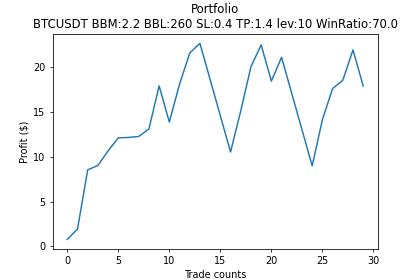 Portfolio
BTCUSDT BBM:2.2 BBL:260 SL:0.4 TP:1.4 lev:10 WinRatio:70.0
Profit ($)
20
15
10
5
0
0 5 10 15 20 25 30
Trade counts